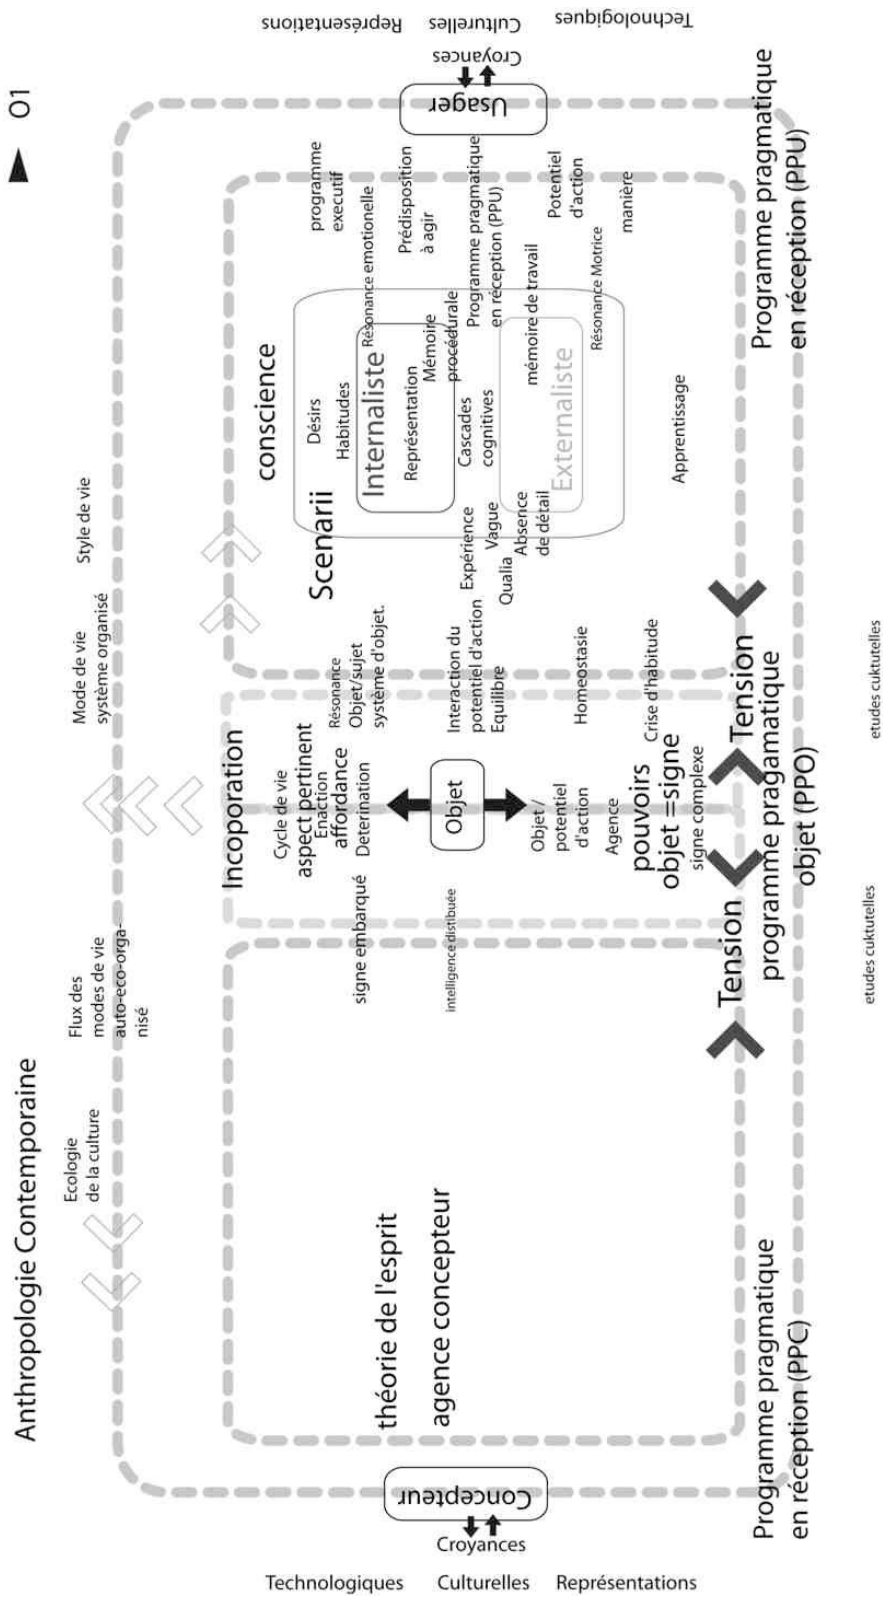 Anthropologie Contemporaine
► 01
Ecologie
de la culture
Flux des
modes de vie
auto-eco-orga-
nisé
Mode de vie
système organisé
Style de vie
Concepteur
Croyances
Technologiques
Culturelles
Représentations
théorie de l'esprit
agence concepteur
signe embarqué
intelligence distibuée
Incoporation
Cycle de vie
aspect pertinent
Enaction
affordance
Deterination
Objet
Objet /
potentiel
d'action
Agence
pouvoirs
objet =signe
signe complexe
Résonance
Objet/sujet
système d'objet.
Interaction du
potentiel d'action
Equilibre
Homeostasie
Crise d'habitude
conscience
Scenarii
Désirs
Habitudes
Internaliste
Représentation
Mémoire
procédurale
Cascades
cognitives
Expérience
Vague
Qualia
Absence
de détail
Externaliste
mémoire de travail
Apprentissage
programme
executif
Résonance emotionelle
Prédisposition
à agir
Programme pragmatique
en réception (PPU)
Potentiel
d'action
Résonance Motrice
manière
Usager
Croyances
Représentations
Culturelles
Technologiques
Programme pragmatique
en réception (PPC)
Tension
programme pragamatique
objet (PPO)
Tension
Programme pragmatique
en réception (PPU)
etudes cuktutelles
etudes cuktutelles